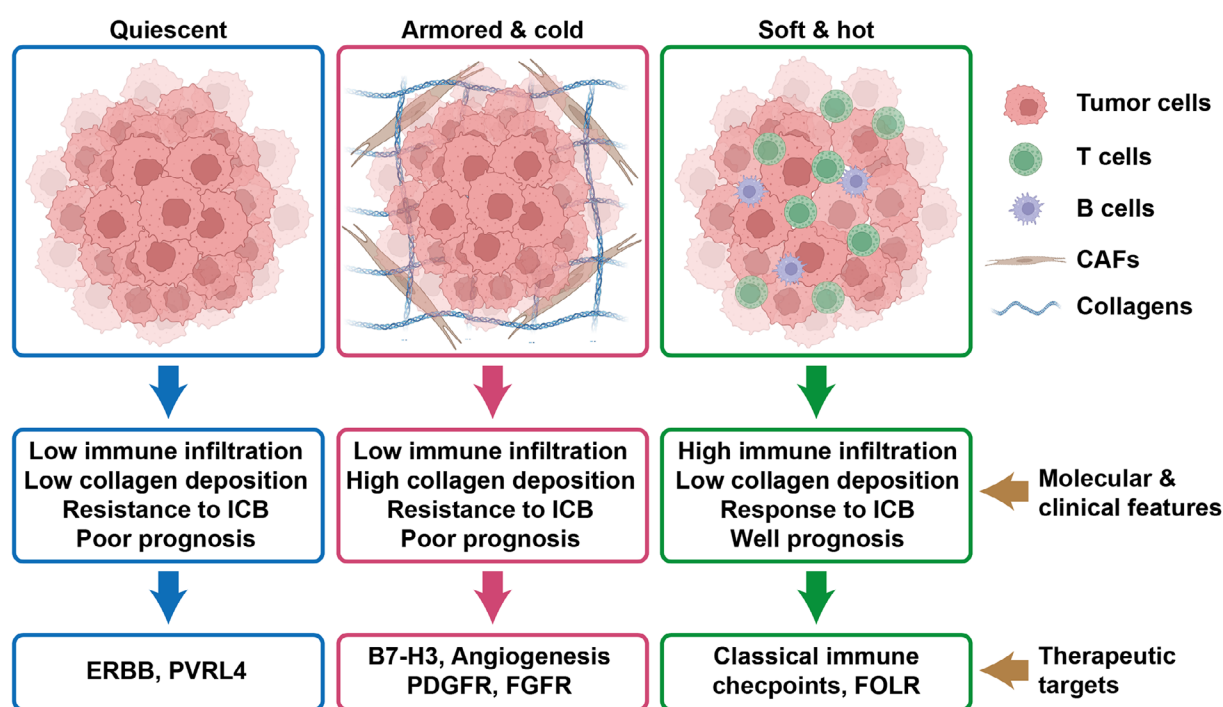 Quiescent
Armored & cold
Soft & hot
Tumor cells
T cells
B cells
CAFs
Collagens
Low immune infiltration
Low collagen deposition
Resistance to ICB
Poor prognosis
Low immune infiltration
High collagen deposition
Resistance to ICB
Poor prognosis
High immune infiltration
Low collagen deposition
Response to ICB
Well prognosis
Molecular &
clinical features
ERBB, PVRL4
B7-H3, Angiogenesis
PDGFR, FGFR
Classical immune
checpoints, FOLR
Therapeutic
targets